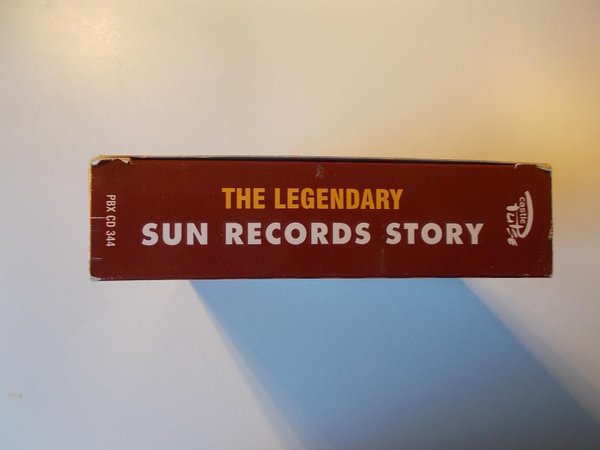 PBX CD 344
THE LEGENDARY
SUN RECORDS STORY
castle